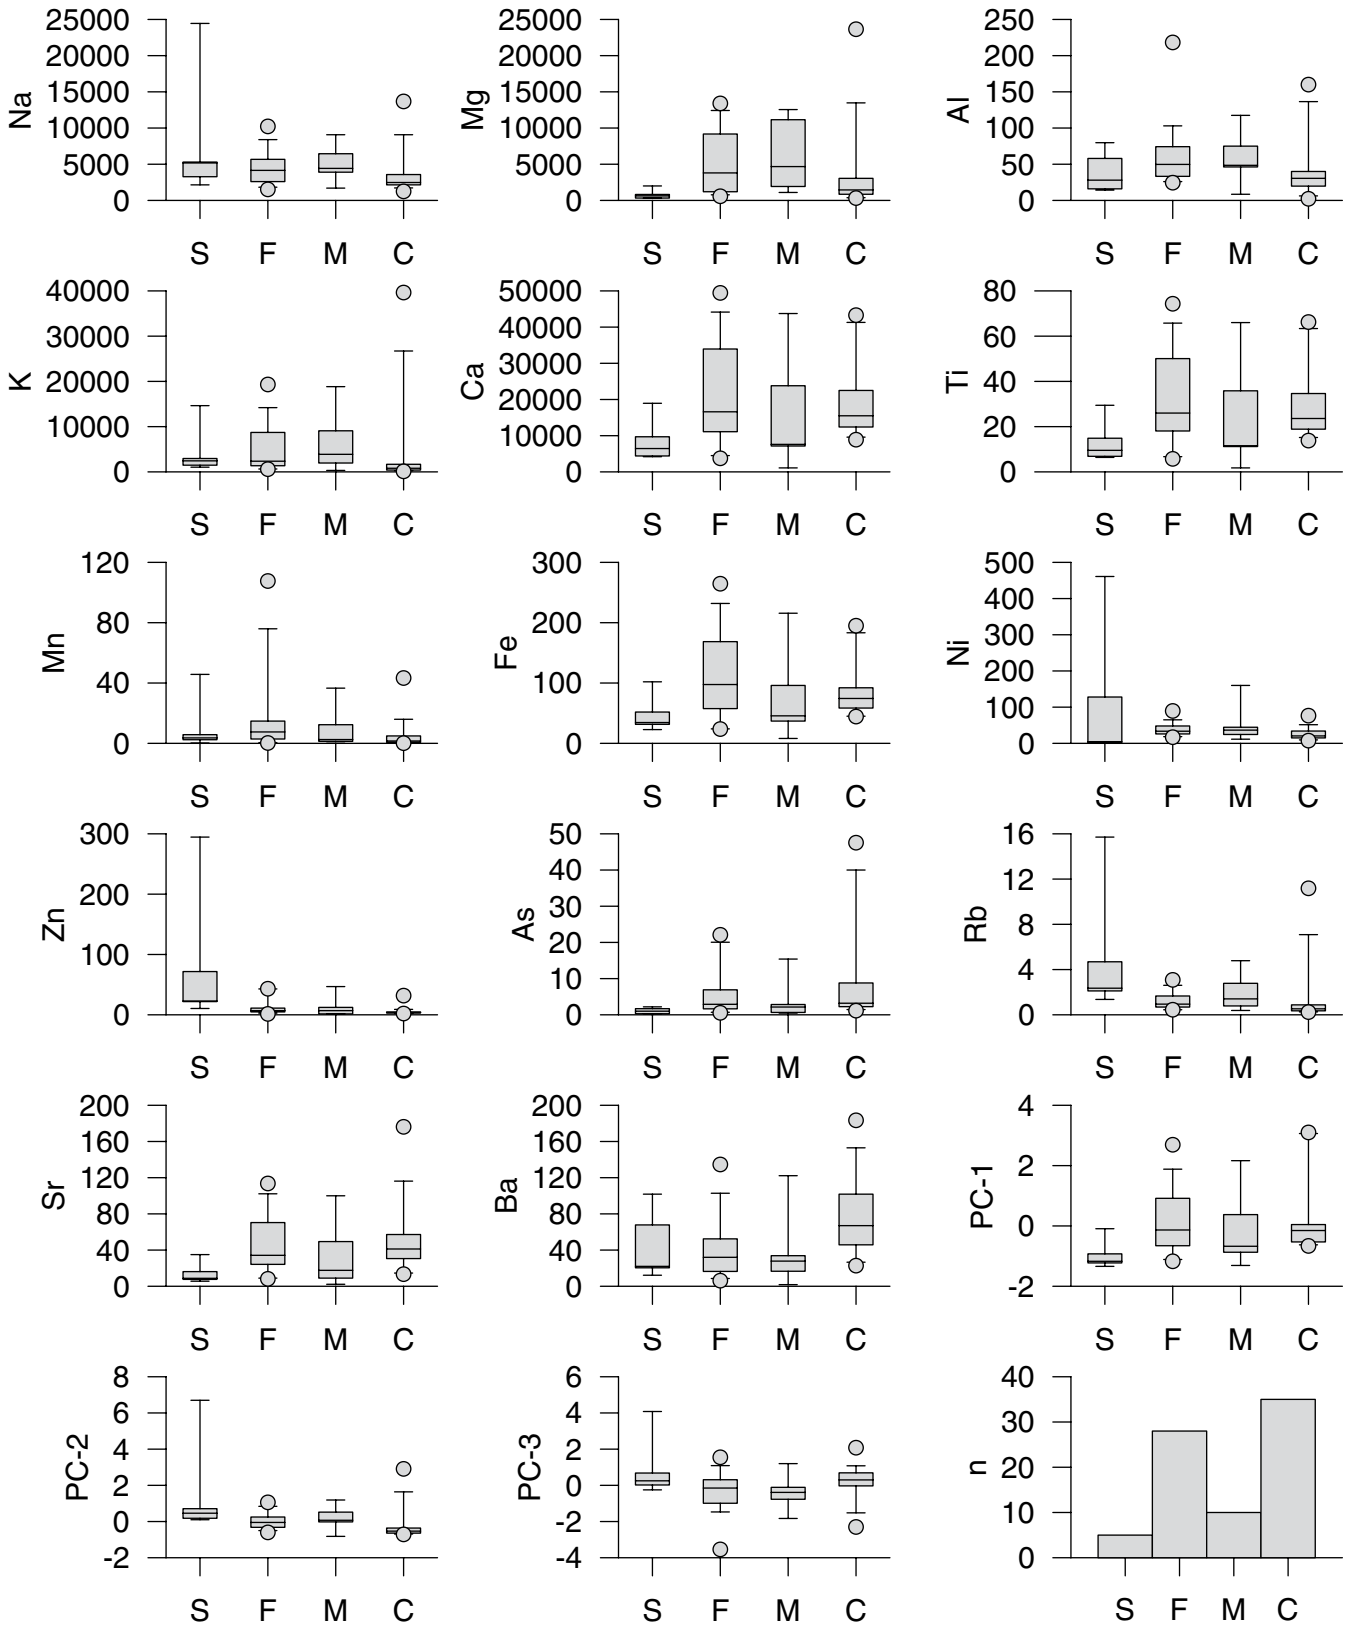 Na
25000
20000
15000
10000
5000
0
S F M C
Mg
25000
20000
15000
10000
5000
0
S F M C
Al
250
200
150
100
50
0
S F M C
K
40000
30000
20000
10000
0
S F M C
Ca
50000
40000
30000
20000
10000
0
S F M C
Ti
80
60
40
20
0
S F M C
Mn
120
80
40
0
S F M C
Fe
300
200
100
0
S F M C
Ni
500
400
300
200
100
0
S F M C
Zn
300
200
100
0
S F M C
As
50
40
30
20
10
0
S F M C
Rb
16
12
8
4
0
S F M C
Sr
200
160
120
80
40
0
S F M C
Ba
200
160
120
80
40
0
S F M C
PC-1
4
2
0
-2
S F M C
PC-2
8
6
4
2
0
-2
S F M C
PC-3
6
4
2
0
-2
-4
S F M C
n
40
30
20
10
0
S F M C